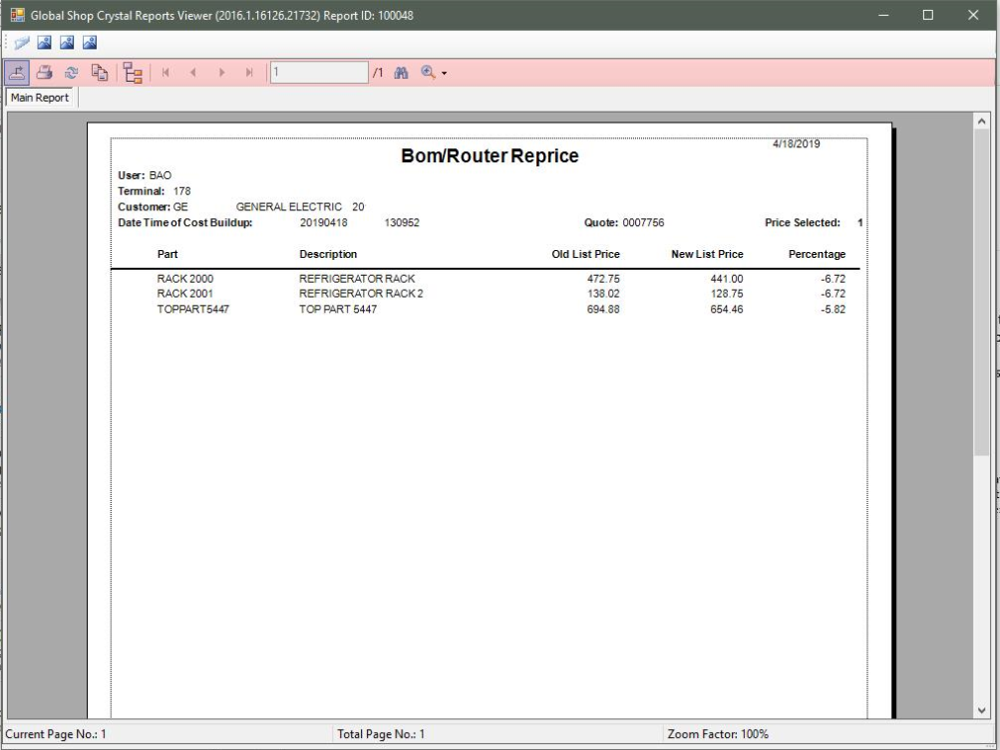 Global Shop Crystal Reports Viewer (2016.1.16126.21732) Report ID: 100048
1 /1
Main Report
4/18/2019
Bom/Router Reprice
User: BAO
Terminal: 178
Customer: GE GENERAL ELECTRIC 20
Date Time of Cost Buildup: 20190418 130952 Quote: 0007756 Price Selected: 1
Part Description Old List Price New List Price Percentage
RACK 2000 REFRIGERATOR RACK 472.75 441.00 -6.72
RACK 2001 REFRIGERATOR RACK 2 138.02 128.75 -6.72
TOPPART5447 TOP PART 5447 694.88 654.46 -5.82
Current Page No.: 1 Total Page No.: 1 Zoom Factor: 100%